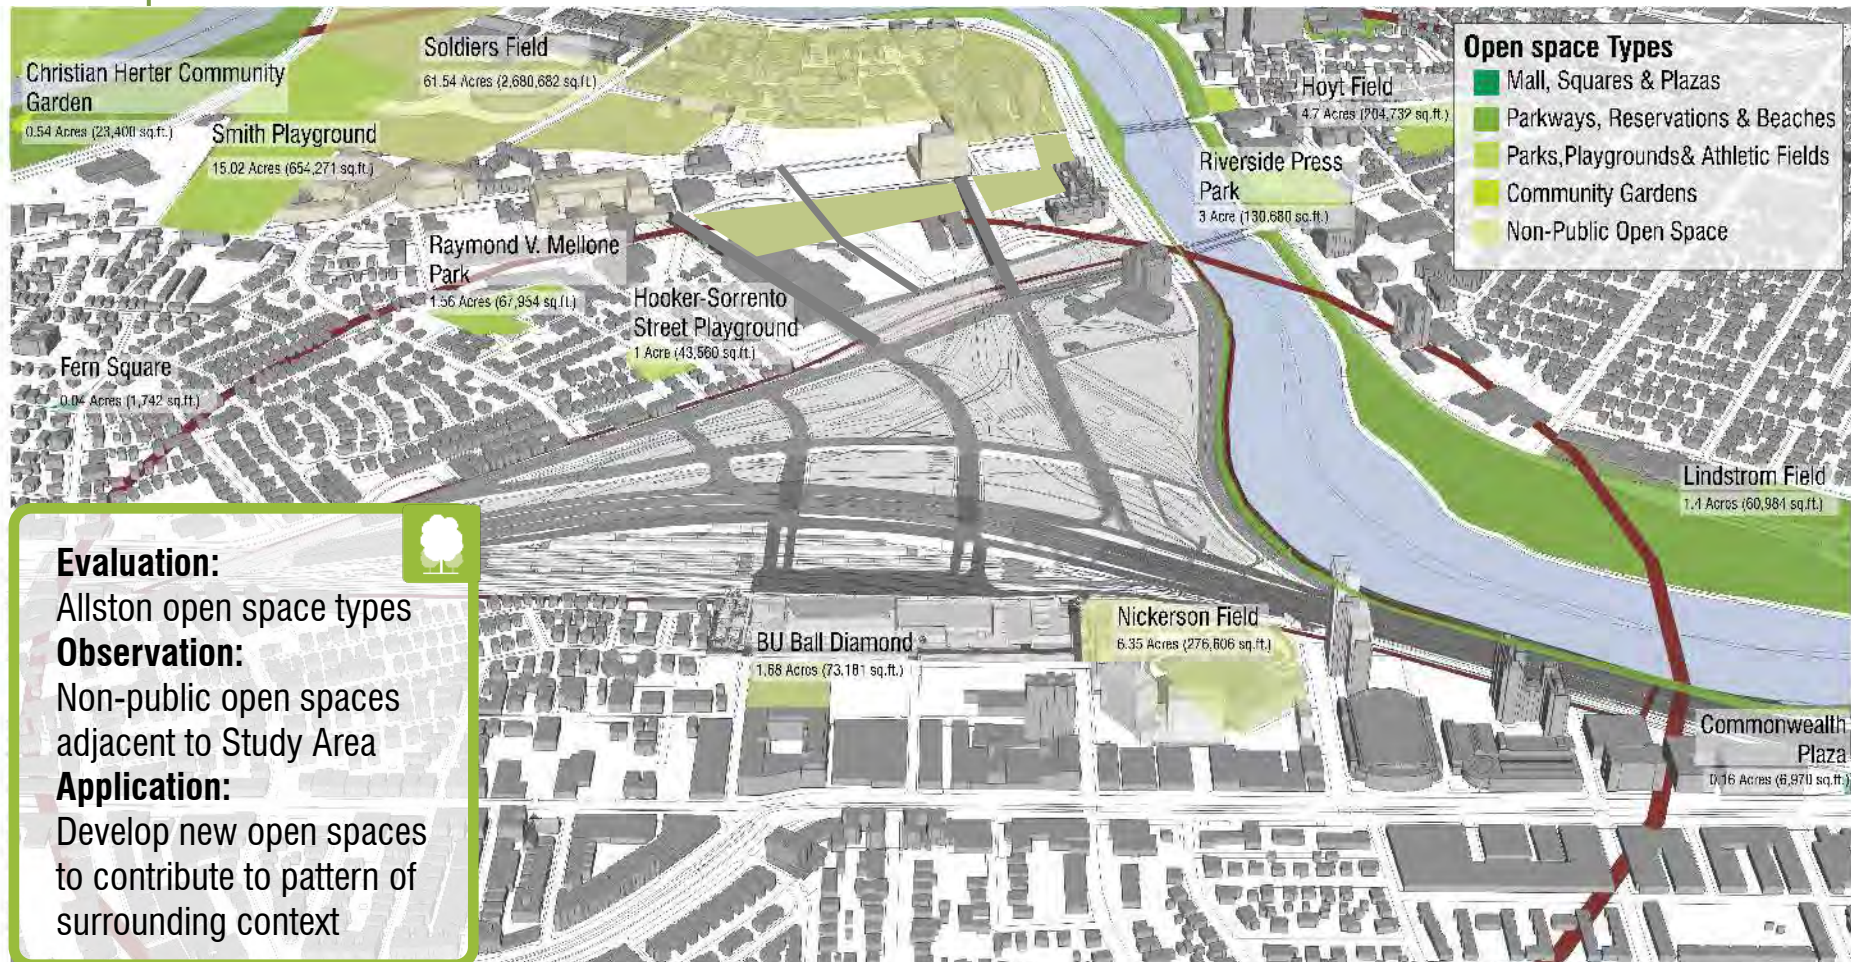 Christian Herter Community
Garden
0.54 Acres (23,400 sq.ft.)
Soldiers Field
61.54 Acres (2,680,682 sq.ft.)
Smith Playground
15.02 Acres (654,271 sq.ft.)
Hoyt Field
4.7 Acres (204,732 sq.ft.)
Riverside Press
Park
3 Acre (130,680 sq.ft.)
Open space Types
Mall, Squares & Plazas
Parkways, Reservations & Beaches
Parks,Playgrounds& Athletic Fields
Community Gardens
Non-Public Open Space
Raymond V. Mellone
Park
1.56 Acres (67,954 sq.ft.)
Hooker-Sorrento
Street Playground
1 Acre (43,560 sq.ft.)
Fern Square
0.04 Acres (1,742 sq.ft.)
Lindstrom Field
1.4 Acres (60,984 sq.ft.)
BU Ball Diamond
1.68 Acres (73,181 sq.ft.)
Nickerson Field
6.35 Acres (276,606 sq.ft.)
Commonwealth
Plaza
0.16 Acres (6,970 sq.ft.)
Evaluation:
Allston open space types
Observation:
Non-public open spaces
adjacent to Study Area
Application:
Develop new open spaces
to contribute to pattern of
surrounding context